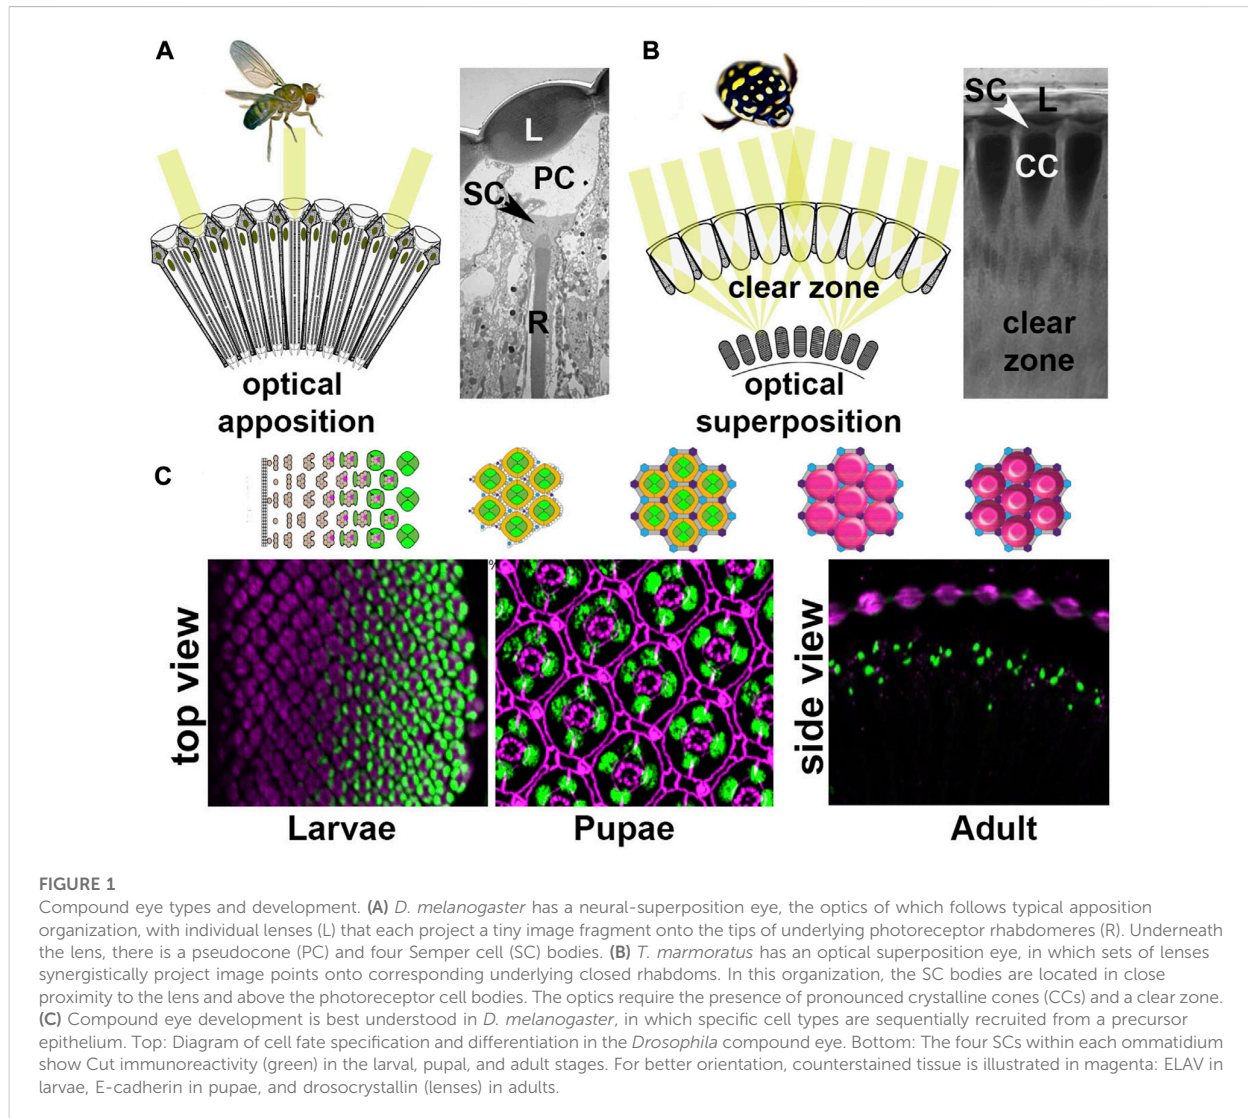 A
B
L
PC
SC
R
optical
apposition
SC
L
CC
clear
zone
clear zone
optical
superposition
C
%
top view
side view
Larvae
Pupae
Adult
FIGURE 1
Compound eye types and development. (A) D. melanogaster has a neural-superposition eye, the optics of which follows typical apposition
organization, with individual lenses (L) that each project a tiny image fragment onto the tips of underlying photoreceptor rhabdomeres (R). Underneath
the lens, there is a pseudocone (PC) and four Semper cell (SC) bodies. (B) T. marmoratus has an optical superposition eye, in which sets of lenses
synergistically project image points onto corresponding underlying closed rhabdoms. In this organization, the SC bodies are located in close
proximity to the lens and above the photoreceptor cell bodies. The optics require the presence of pronounced crystalline cones (CCs) and a clear zone.
(C) Compound eye development is best understood in D. melanogaster, in which specific cell types are sequentially recruited from a precursor
epithelium. Top: Diagram of cell fate specification and differentiation in the Drosophila compound eye. Bottom: The four SCs within each ommatidium
show Cut immunoreactivity (green) in the larval, pupal, and adult stages. For better orientation, counterstained tissue is illustrated in magenta: ELAV in
larvae, E-cadherin in pupae, and drosocrystallin (lenses) in adults.